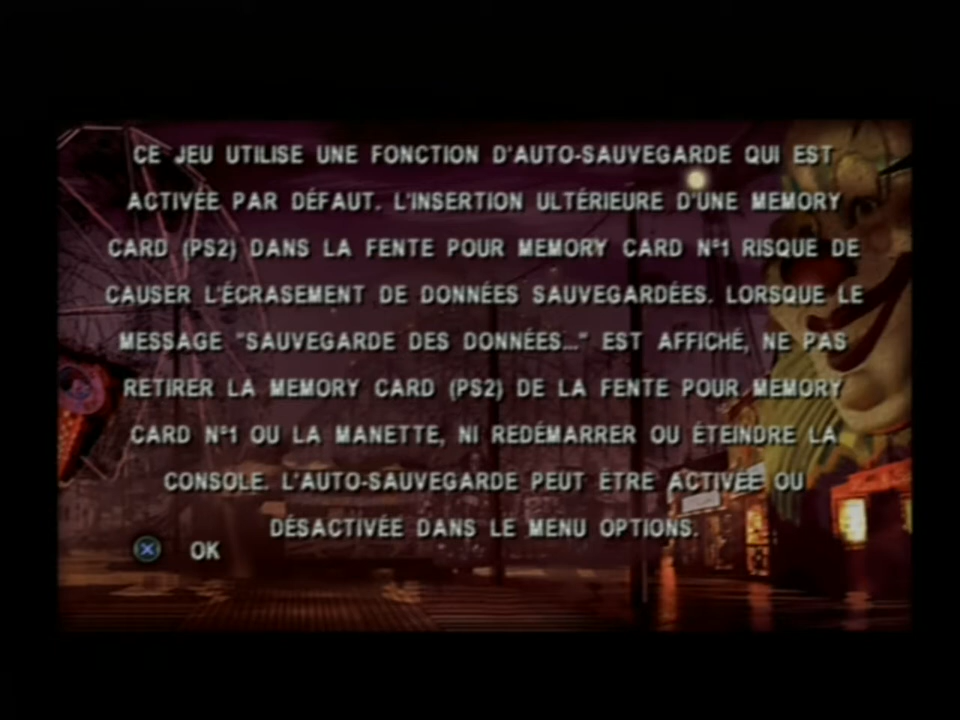 CE JEU UTILISE UNE FONCTION D'AUTO-SAUVEGARDE QUI EST
ACTIVÉE PAR DÉFAUT. L'INSERTION ULTÉRIEURE D'UNE MEMORY
CARD (PS2) DANS LA FENTE POUR MEMORY CARD N°1 RISQUE DE
CAUSER L'ÉCRASEMENT DE DONNÉES SAUVEGARDÉES. LORSQUE LE
MESSAGE "SAUVEGARDE DES DONNÉES..." EST AFFICHÉ, NE PAS
RETIRER LA MEMORY CARD (PS2) DE LA FENTE POUR MEMORY
CARD N°1 OU LA MANETTE, NI REDÉMARRER OU ÉTEINDRE LA
CONSOLE. L'AUTO-SAUVEGARDE PEUT ÊTRE ACTIVÉE OU
DÉSACTIVÉE DANS LE MENU OPTIONS.
OK